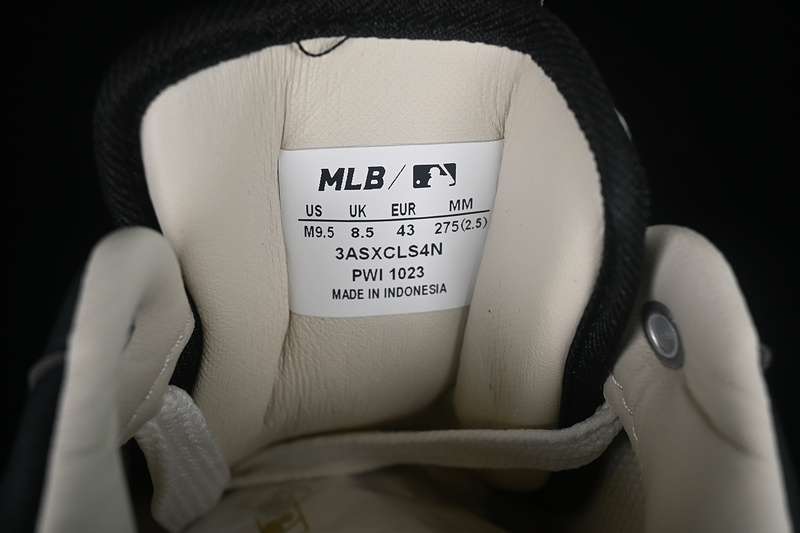 MLB /
US UK EUR MM
M9.5 8.5 43 275(2.5)
3ASXCLS4N
PWI 1023
MADE IN INDONESIA